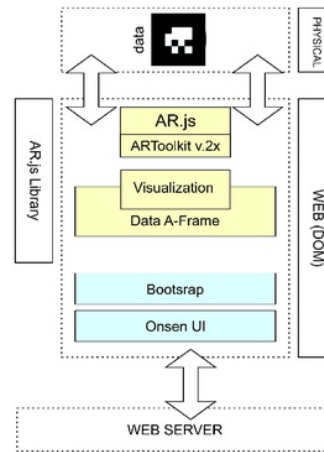 data
PHYSICAL
AR.js Library
AR.js
ARToolkit v.2x
Visualization
Data A-Frame
WEB (DOM)
Bootsrap
Onsen UI
WEB SERVER